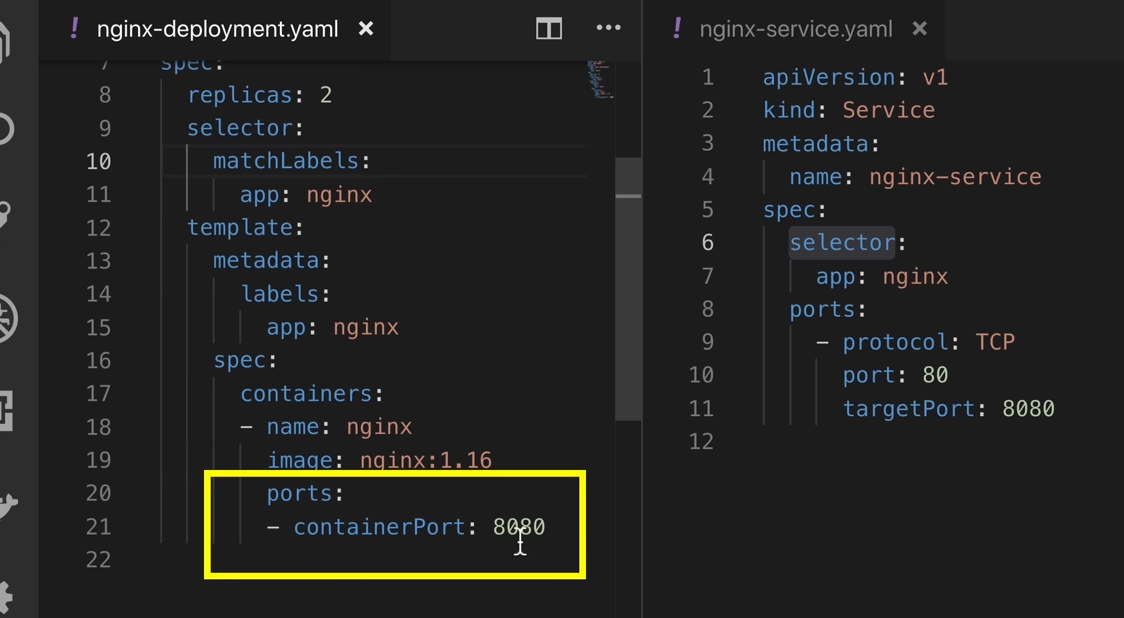 nginx-deployment.yaml
7 spec:
8 replicas: 2
9 selector:
10 matchLabels:
11 app: nginx
12 template:
13 metadata:
14 labels:
15 app: nginx
16 spec:
17 containers:
18 - name: nginx
19 image: nginx:1.16
20 ports:
21 - containerPort: 8080
22
nginx-service.yaml
1 apiVersion: v1
2 kind: Service
3 metadata:
4 name: nginx-service
5 spec:
6 selector:
7 app: nginx
8 ports:
9 - protocol: TCP
10 port: 80
11 targetPort: 8080
12